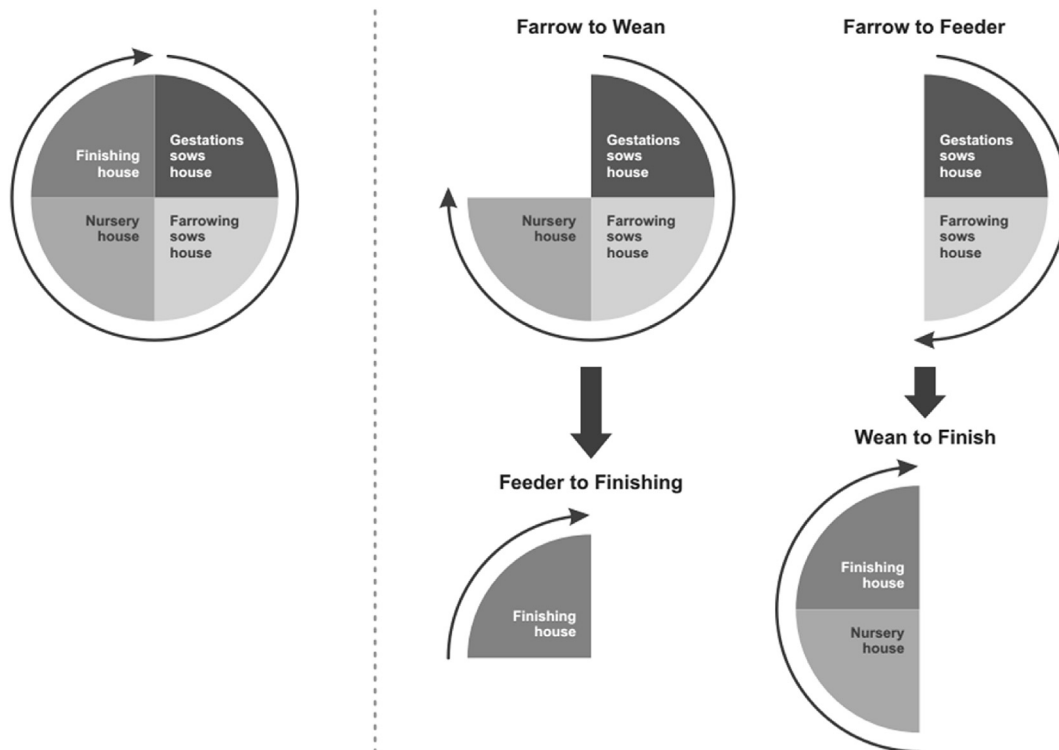 Finishing
house
Gestations
sows
house
Nursery
house
Farrowing
sows
house
Farrow to Wean
Gestations
sows
house
Nursery
house
Farrowing
sows
house
Feeder to Finishing
Finishing
house
Farrow to Feeder
Gestations
sows
house
Farrowing
sows
house
Wean to Finish
Finishing
house
Nursery
house